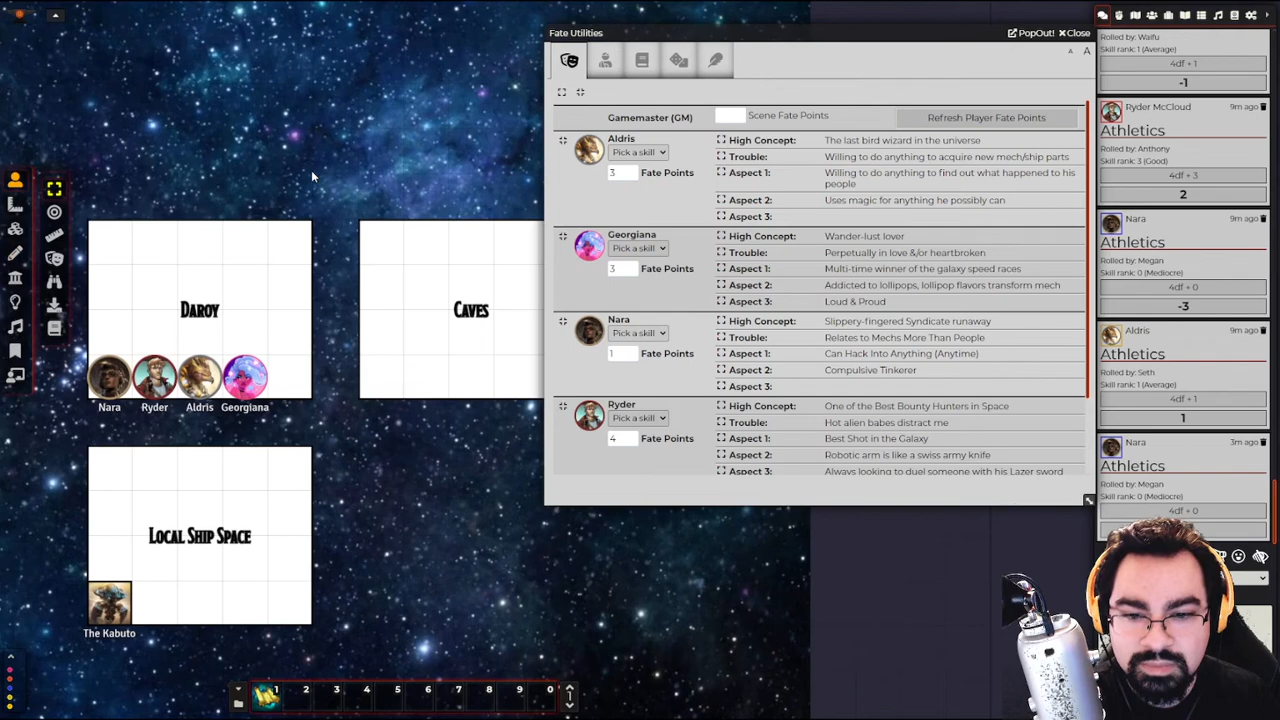 Fate Utilities
PopOut!
Close
A
A
Gamemaster (GM)
Scene Fate Points
Refresh Player Fate Points
Aldris
Pick a skill
3
Fate Points
High Concept: The last bird wizard in the universe
Trouble: Willing to do anything to acquire new mech/ship parts
Aspect 1: Willing to do anything to find out what happened to his
people
Aspect 2: Uses magic for anything he possibly can
Aspect 3:
Georgiana
Pick a skill
3
Fate Points
High Concept: Wander-lust lover
Trouble: Perpetually in love &/or heartbroken
Aspect 1: Multi-time winner of the galaxy speed races
Aspect 2: Addicted to lollipops, lollipop flavors transform mech
Aspect 3: Loud & Proud
Nara
Pick a skill
1
Fate Points
High Concept: Slippery-fingered Syndicate runaway
Trouble: Relates to Mechs More Than People
Aspect 1: Can Hack Into Anything (Anytime)
Aspect 2: Compulsive Tinkerer
Aspect 3:
Ryder
Pick a skill
4
Fate Points
High Concept: One of the Best Bounty Hunters in Space
Trouble: Hot alien babes distract me
Aspect 1: Best Shot in the Galaxy
Aspect 2: Robotic arm is like a swiss army knife
Aspect 3: Always looking to duel someone with his Lazer sword
Daroy
Nara
Ryder
Aldris
Georgiana
Caves
Local Ship Space
The Kabuto
1 2 3 4 5 6 7 8 9 0
1
Rolled by: Waifu
Skill rank: 1 (Average)
4df + 1
-1
Ryder McCloud 9m ago
Athletics
Rolled by: Anthony
Skill rank: 3 (Good)
4df + 3
2
Nara 9m ago
Athletics
Rolled by: Megan
Skill rank: 0 (Mediocre)
4df + 0
-3
Aldris 9m ago
Athletics
Rolled by: Seth
Skill rank: 1 (Average)
4df + 1
1
Nara 3m ago
Athletics
Rolled by: Megan
Skill rank: 0 (Mediocre)
4df + 0